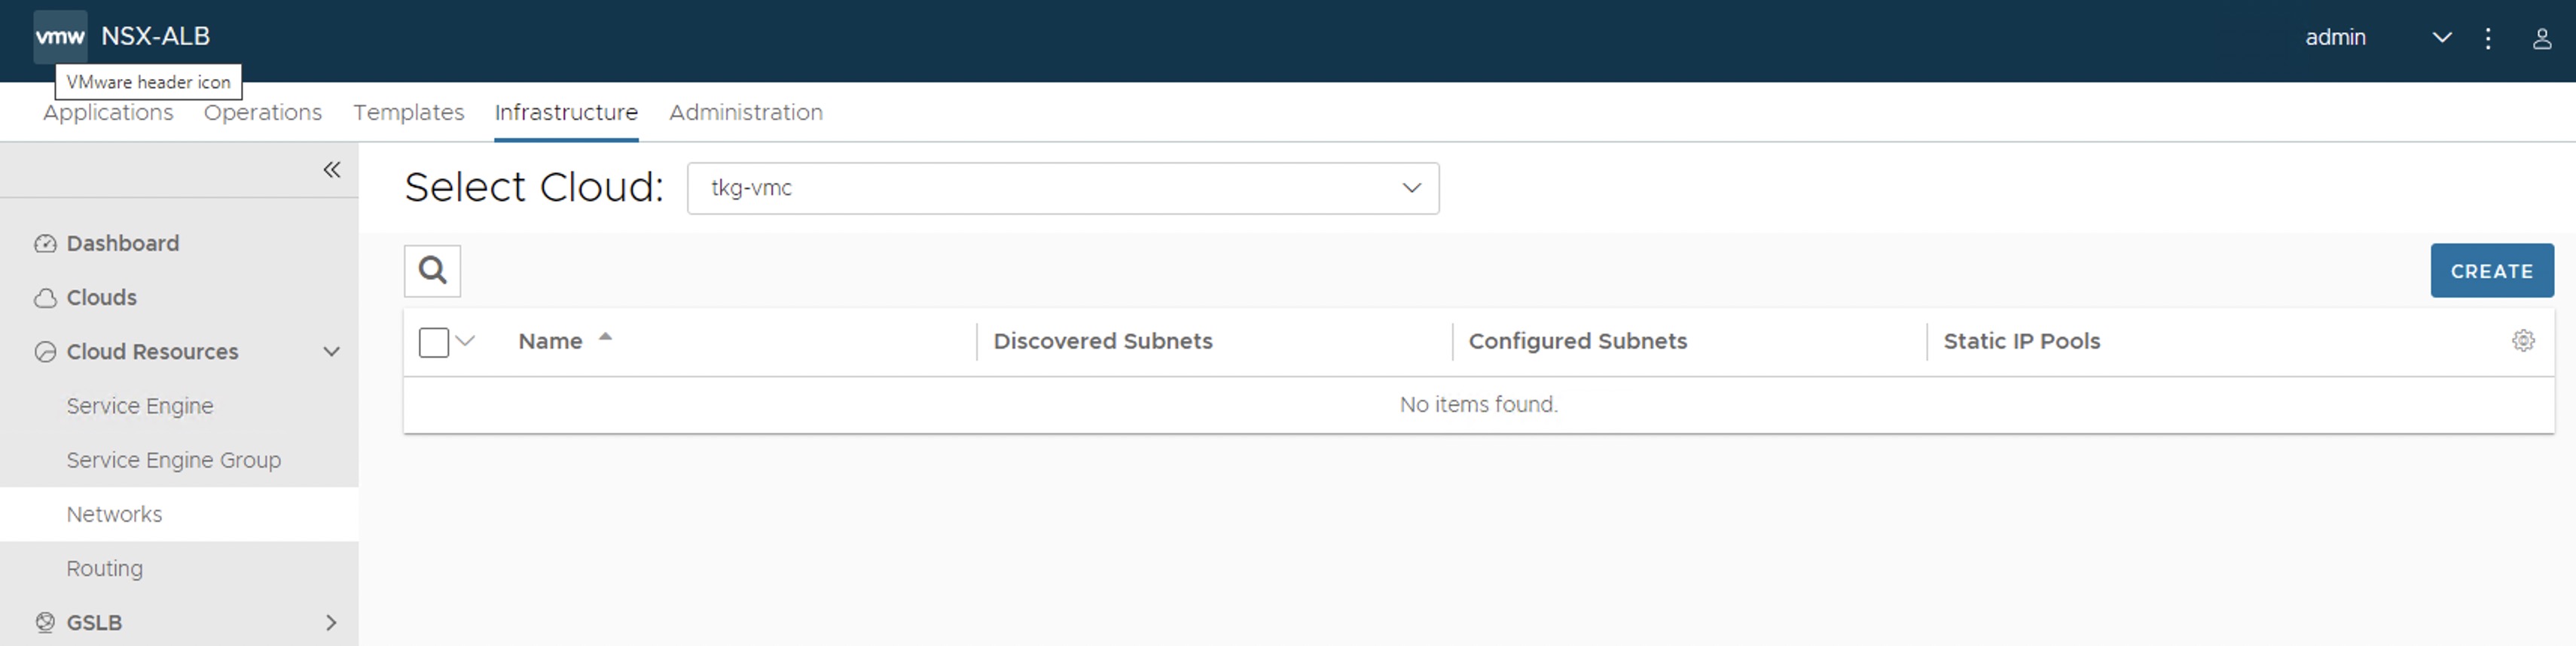 vmw NSX-ALB admin
VMware header icon
Applications Operations Templates Infrastructure Administration
Select Cloud: tkg-vmc
Dashboard
Clouds
Cloud Resources
Service Engine
Service Engine Group
Networks
Routing
GSLB
CREATE
Name Discovered Subnets Configured Subnets Static IP Pools
No items found.